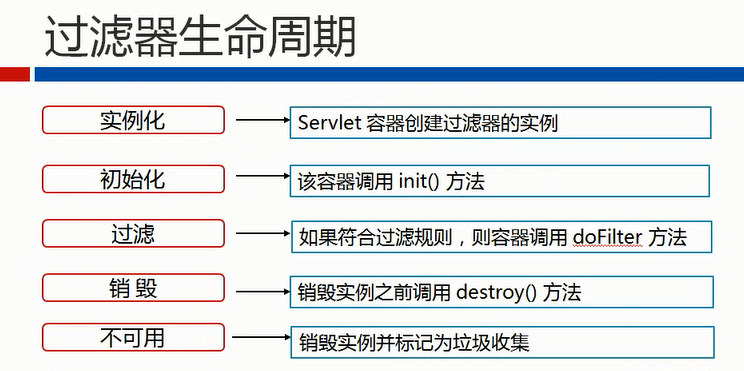 过滤器生命周期
实例化
Servlet 容器创建过滤器的实例
初始化
该容器调用 init() 方法
过滤
如果符合过滤规则，则容器调用 doFilter 方法
销 毁
销毁实例之前调用 destroy() 方法
不可用
销毁实例并标记为垃圾收集